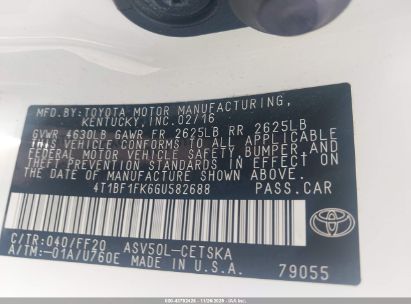 MFD.BY:TOYOTA MOTOR MANUFACTURING,
KENTUCKY,INC.02/16
GVWR 4630LB GAWR FR 2625LB RR 2625LB
THIS VEHICLE CONFORMS TO ALL APPLICABLE
FEDERAL MOTOR VEHICLE SAFETY,BUMPER,AND
THEFT PREVENTION STANDARDS IN EFFECT ON
THE DATE OF MANUFACTURE SHOWN ABOVE.
4T1BF1FK6GU582688 PASS.CAR
C/TR:040/FF20 ASV50L-CETSKA
A/TM:-01A/U760E MADE IN U.S.A. 79055
TOYOTA